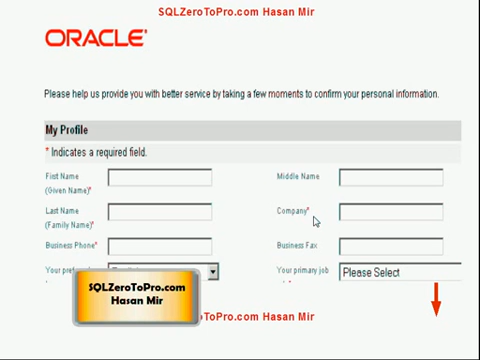 SQLZeroToPro.com Hasan Mir
ORACLE
Please help us provide you with better service by taking a few moments to confirm your personal information.
My Profile
* Indicates a required field.
First Name (Given Name)*
Middle Name
Last Name (Family Name)*
Company*
Business Phone*
Business Fax
Your
Your primary job
Please Select
SQLZeroToPro.com
Hasan Mir
ToPro.com Hasan Mir